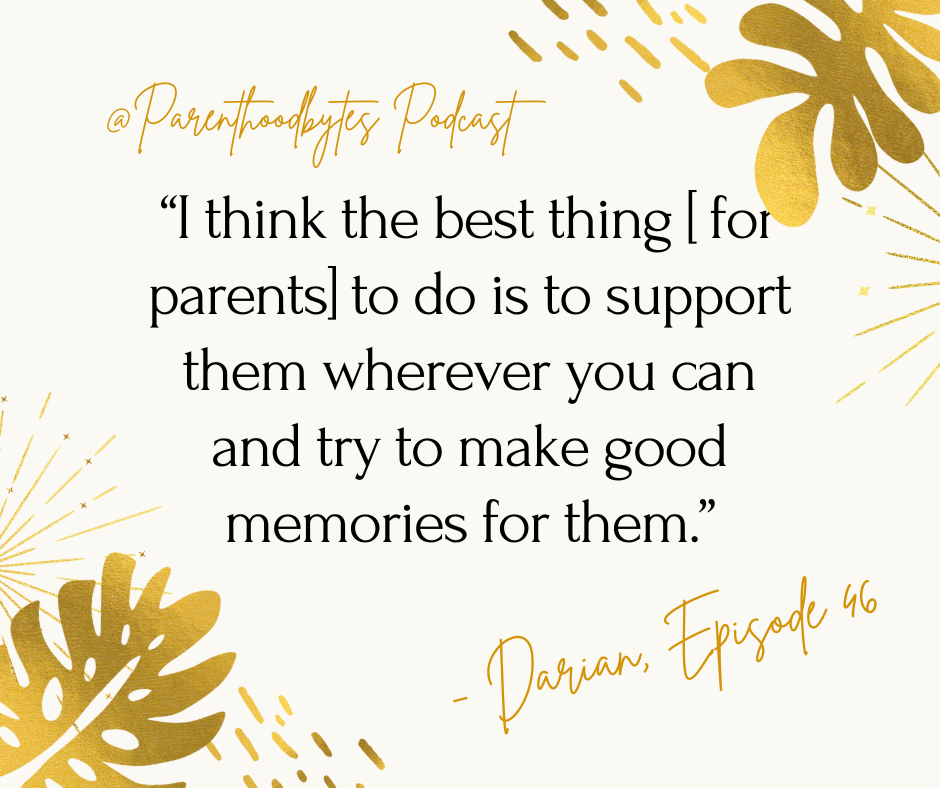 @Parenthoodbytes Podcast
“I think the best thing [ for
parents] to do is to support
them wherever you can
and try to make good
memories for them.”
- Darian, Episode 46